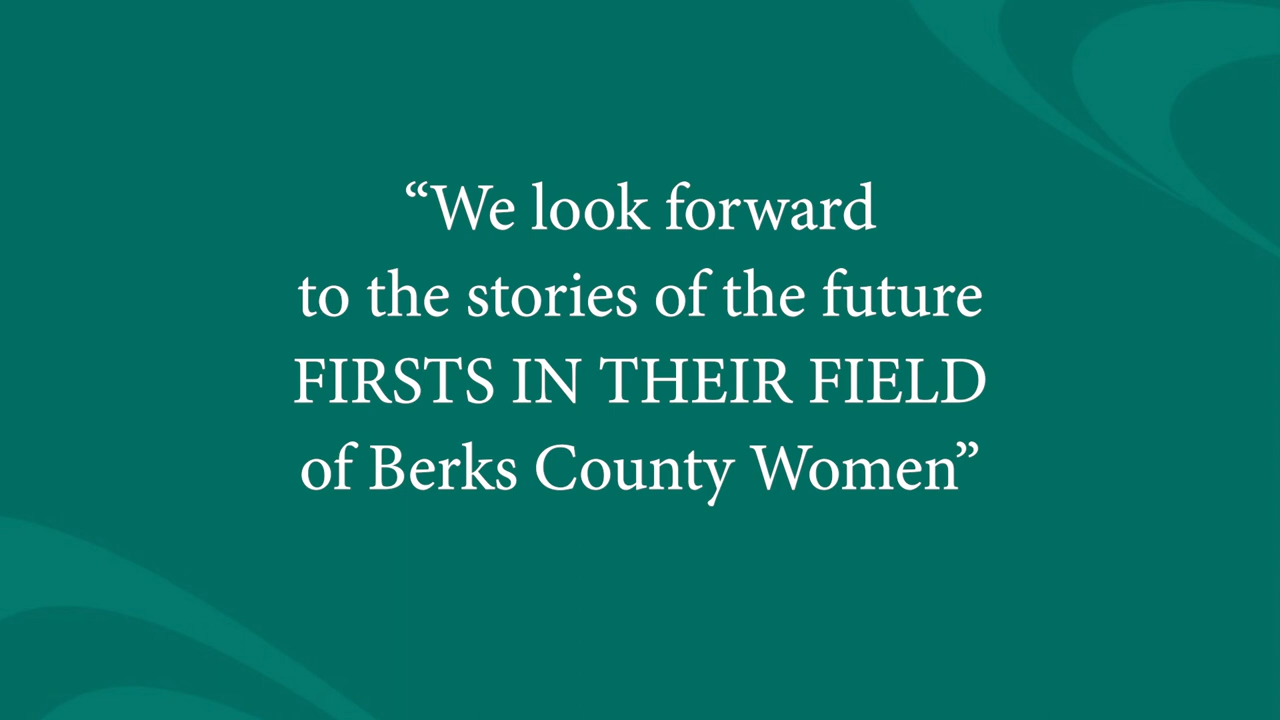 “We look forward
to the stories of the future
FIRSTS IN THEIR FIELD
of Berks County Women”